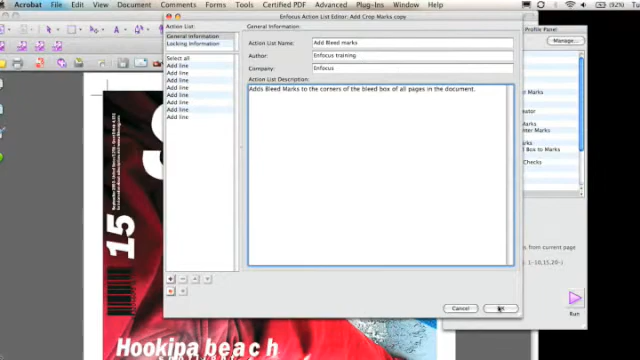 Acrobat File Edit View Document Comments Forms Tools Certified PDF Advanced Plug-Ins Window Help
(92%)
Enfocus Action List Editor: Add Crop Marks copy
Action List:
General Information
Locking Information
Select all
Add line
Add line
Add line
Add line
Add line
Add line
Add line
General Information:
Action List Name: Add Bleed marks
Author: Enfocus training
Company: Enfocus
Action List Description:
Adds Bleed Marks to the corners of the bleed box of all pages in the document.
Cancel
Profile Panel
Manage...
Marks
Box to Marks
Checks
from current page
Run
15
Hookipa beach